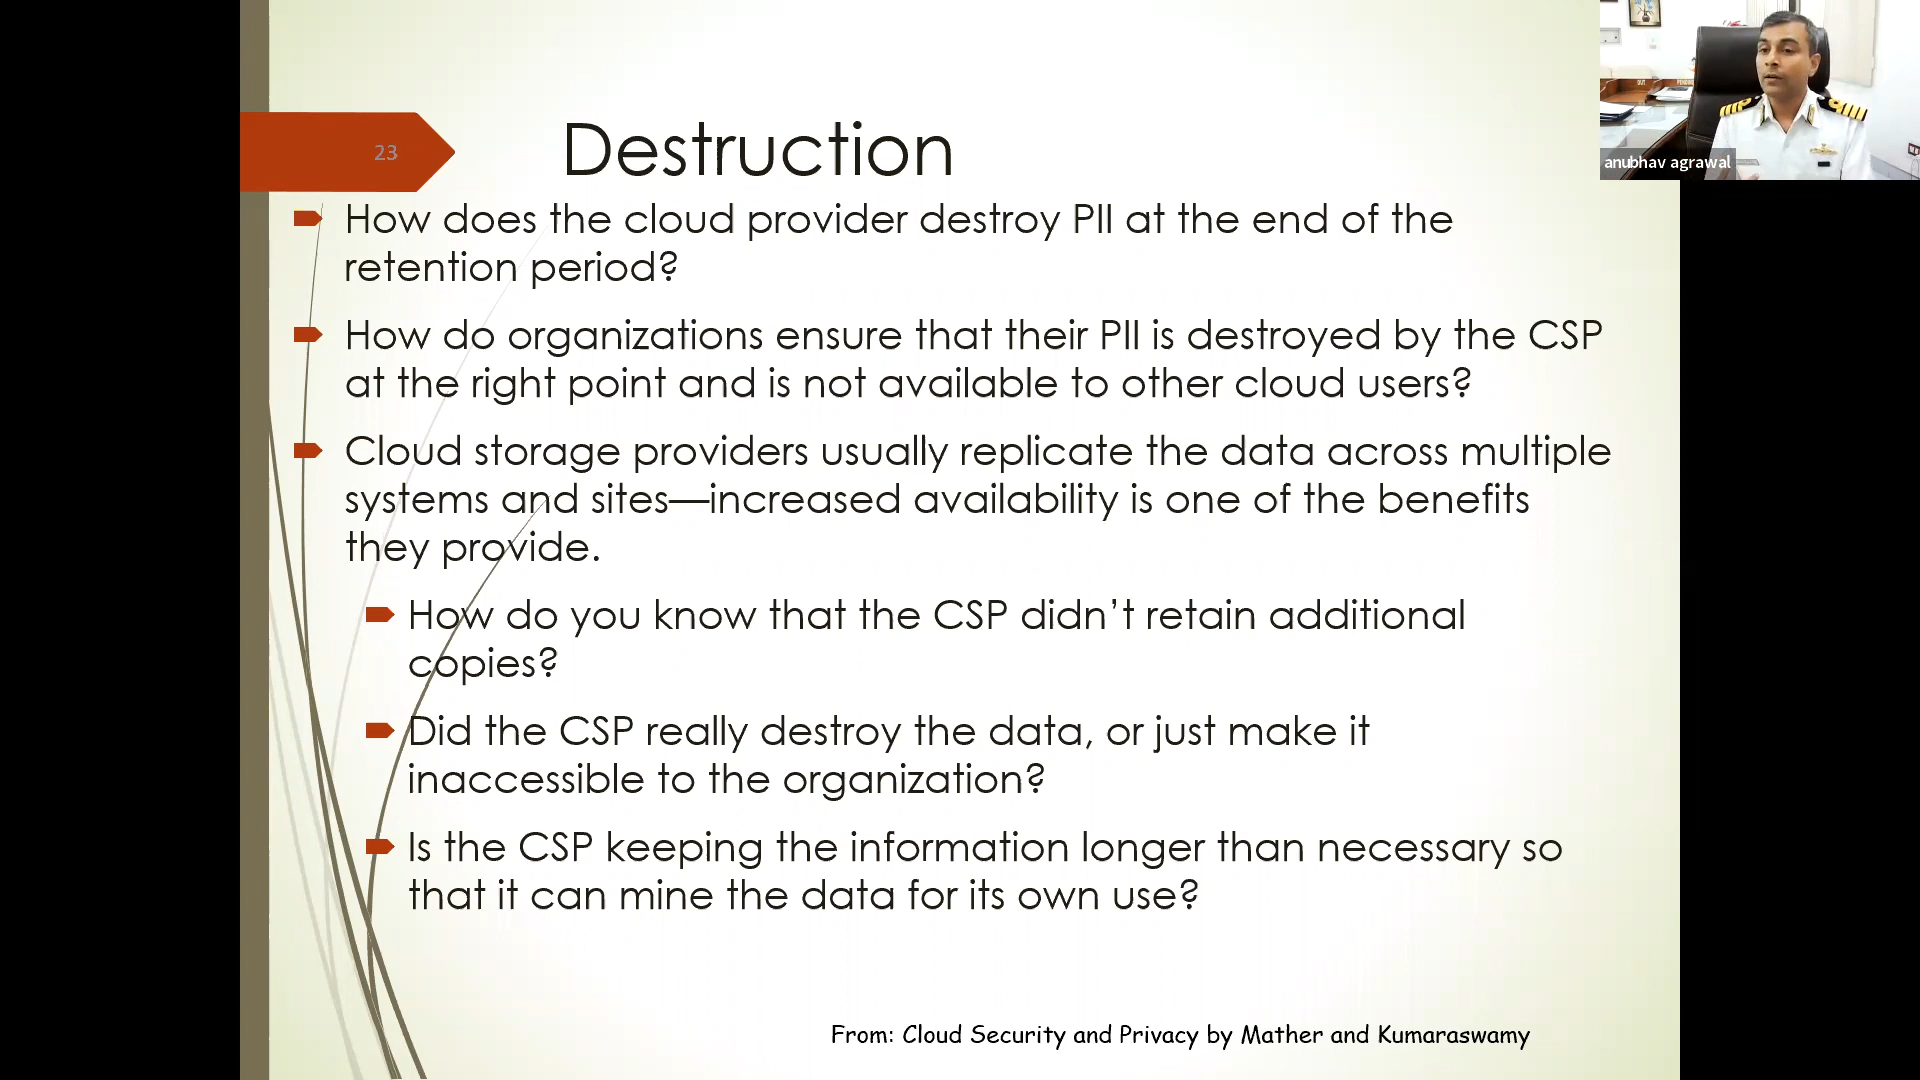 23
Destruction
How does the cloud provider destroy PII at the end of the
retention period?
How do organizations ensure that their PII is destroyed by the CSP
at the right point and is not available to other cloud users?
Cloud storage providers usually replicate the data across multiple
systems and sites—increased availability is one of the benefits
they provide.
How do you know that the CSP didn’t retain additional
copies?
Did the CSP really destroy the data, or just make it
inaccessible to the organization?
Is the CSP keeping the information longer than necessary so
that it can mine the data for its own use?
From: Cloud Security and Privacy by Mather and Kumaraswamy
OUT
anubhav agrawal